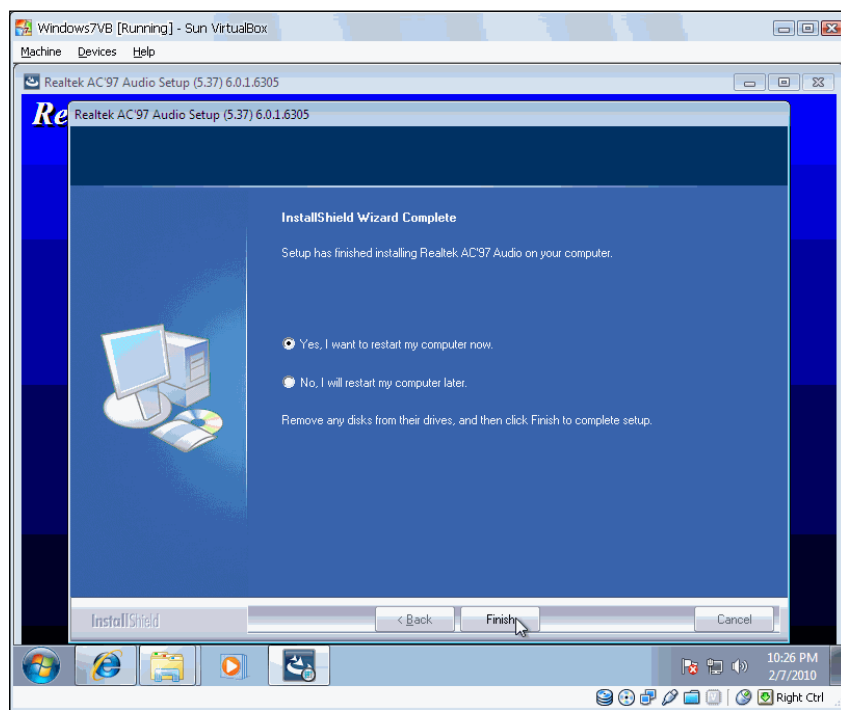 Windows7VB [Running] - Sun VirtualBox
Machine Devices Help
Realtek AC'97 Audio Setup (5.37) 6.0.1.6305
Re
Realtek AC'97 Audio Setup (5.37) 6.0.1.6305
InstallShield Wizard Complete
Setup has finished installing Realtek AC'97 Audio on your computer.
Yes, I want to restart my computer now.
No, I will restart my computer later.
Remove any disks from their drives, and then click Finish to complete setup.
InstallShield
< Back Finish Cancel
10:26 PM
2/7/2010
Right Ctrl